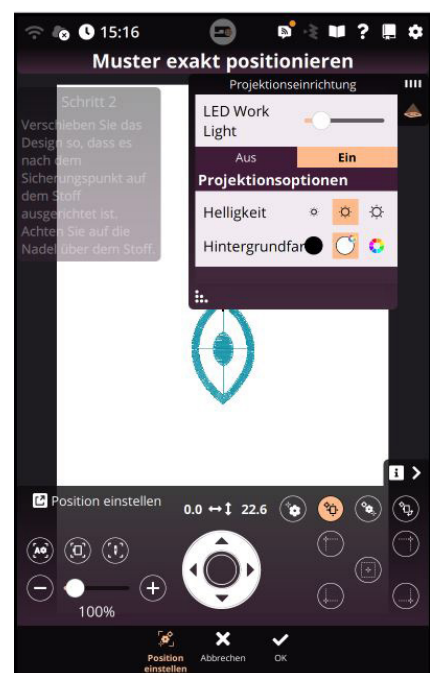 15:16
?
Muster exakt positionieren
Projektionseinrichtung
Schritt 2
Verschieben Sie das
Design so, dass es
nach dem
Sicherungspunkt auf
dem Stoff
ausgerichtet ist.
Achten Sie auf die
Nadel über dem Stoff.
LED Work
Light
Aus Ein
Projektionsoptionen
Helligkeit
Hintergrundfar
i
Position einstellen
0.0 ↔ ↕ 22.6
100%
Position
einstellen
Abbrechen
OK